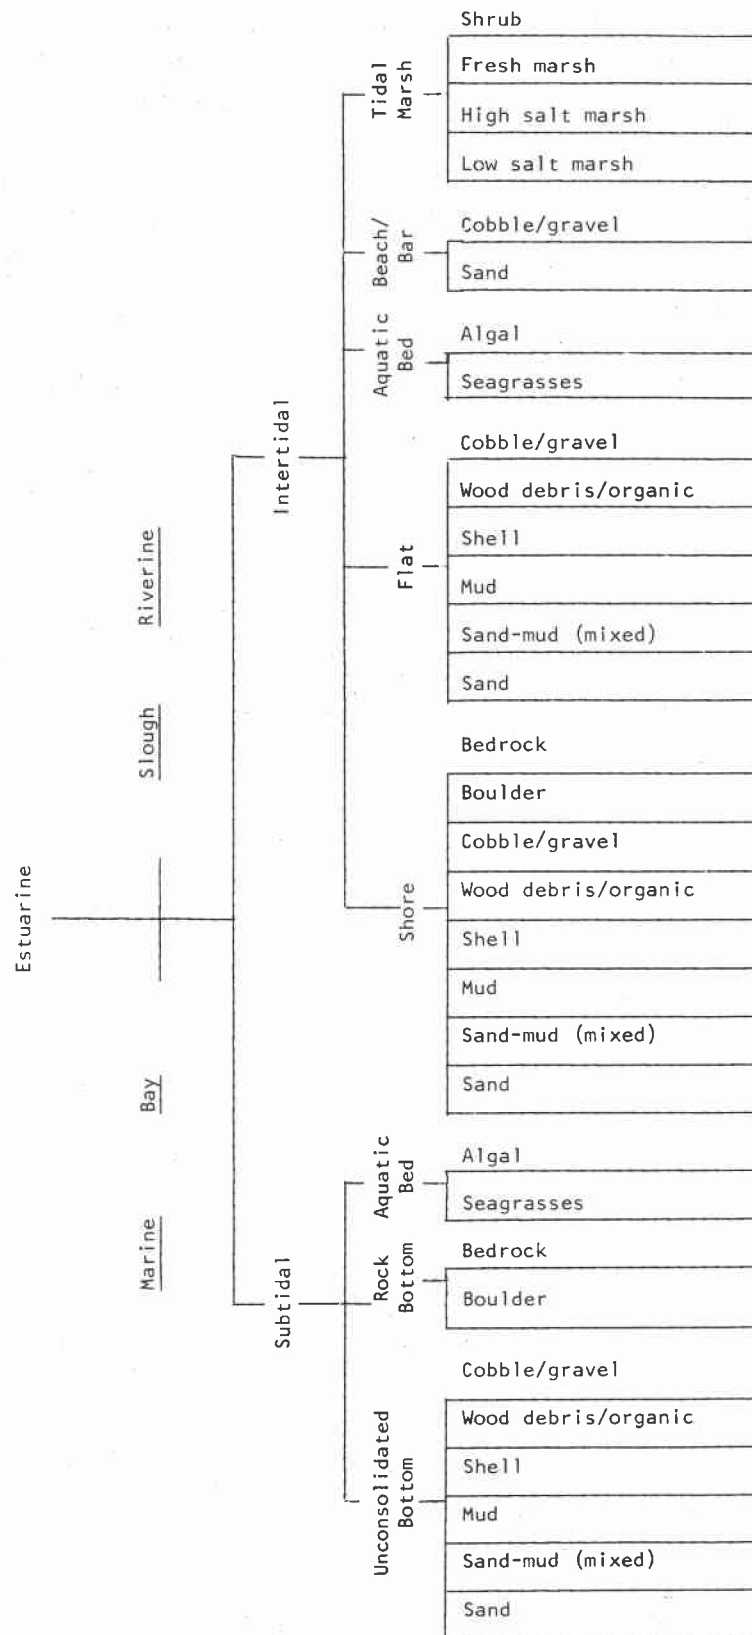 Estuarine
Marine
Bay
Slough
Riverine
Subtidal
Intertidal
Unconsolidated
Bottom
Rock
Bottom
Aquatic
Bed
Shore
Flat
Aquatic
Bed
Beach/
Bar
Tidal
Marsh
Shrub
Fresh marsh
High salt marsh
Low salt marsh
Cobble/gravel
Sand
Algal
Seagrasses
Cobble/gravel
Wood debris/organic
Shell
Mud
Sand-mud (mixed)
Sand
Bedrock
Boulder
Cobble/gravel
Wood debris/organic
Shell
Mud
Sand-mud (mixed)
Sand
Algal
Seagrasses
Bedrock
Boulder
Cobble/gravel
Wood debris/organic
Shell
Mud
Sand-mud (mixed)
Sand